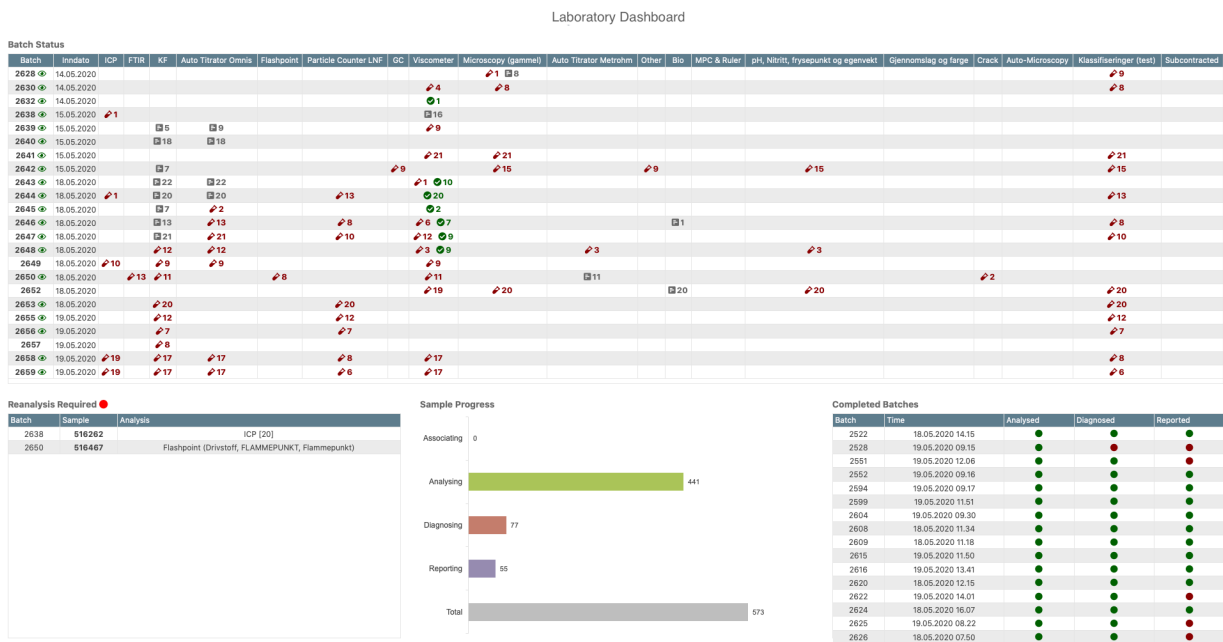 Laboratory Dashboard
Batch Status
Batch Inndato ICP FTIR KF Auto Titrator Omnis Flashpoint Particle Counter LNF GC Viscometer Microscopy (gammel) Auto Titrator Metrohm Other Bio MPC & Ruler pH, Nitritt, frysepunkt og egenvekt Gjennomslag og farge Crack Auto-Microscopy Klassifiseringer (test) Subcontracted
2628 14.05.2020 1 8 9
2630 14.05.2020 4 8 8
2632 14.05.2020 1
2638 15.05.2020 1 16
2639 15.05.2020 5 9 9
2640 15.05.2020 18 18
2641 15.05.2020 21 21 21
2642 15.05.2020 7 9 15 9 15 15
2643 18.05.2020 22 22 1 10
2644 18.05.2020 1 20 20 13 20 13
2645 18.05.2020 7 2 2
2646 18.05.2020 13 13 8 6 7 1 8
2647 18.05.2020 21 21 10 12 9 10
2648 18.05.2020 12 12 3 9 3 3
2649 18.05.2020 10 9 9 9
2650 18.05.2020 13 11 8 11 11 2
2652 18.05.2020 19 20 20 20 20
2653 18.05.2020 20 20 20
2655 19.05.2020 12 12 12
2656 19.05.2020 7 7 7
2657 19.05.2020 8
2658 19.05.2020 19 17 17 8 17 8
2659 19.05.2020 19 17 17 6 17 6
Reanalysis Required
Batch Sample Analysis
2638 516262 ICP [20]
2650 516467 Flashpoint (Drivstoff, FLAMMEPUNKT, Flammepunkt)
Sample Progress
Associating 0
Analysing 441
Diagnosing 77
Reporting 55
Total 573
Completed Batches
Batch Time Analysed Diagnosed Reported
2522 18.05.2020 14.15
2528 19.05.2020 09.15
2551 19.05.2020 12.06
2552 19.05.2020 09.16
2594 19.05.2020 09.17
2599 19.05.2020 11.51
2604 19.05.2020 09.30
2608 18.05.2020 11.34
2609 18.05.2020 11.18
2615 19.05.2020 11.50
2616 19.05.2020 13.41
2620 18.05.2020 12.15
2622 19.05.2020 14.01
2624 18.05.2020 16.07
2625 19.05.2020 08.22
2626 18.05.2020 07.50